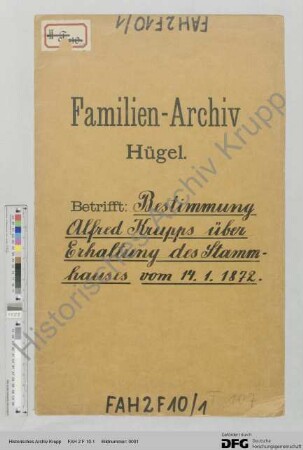 FAH2F10/1
Familien-Archiv
Hügel.
Betrifft: Bestimmung
Alfred Krupps über
Erhaltung des Stamm-
hauses vom 14. 1. 1872.
FAH2F10/1
Historisches Archiv Krupp
Historisches Archiv Krupp FAH 2 F 10.1 Bildnummer: 0001
Gefördert durch
DFG Deutsche
Forschungsgemeinschaft